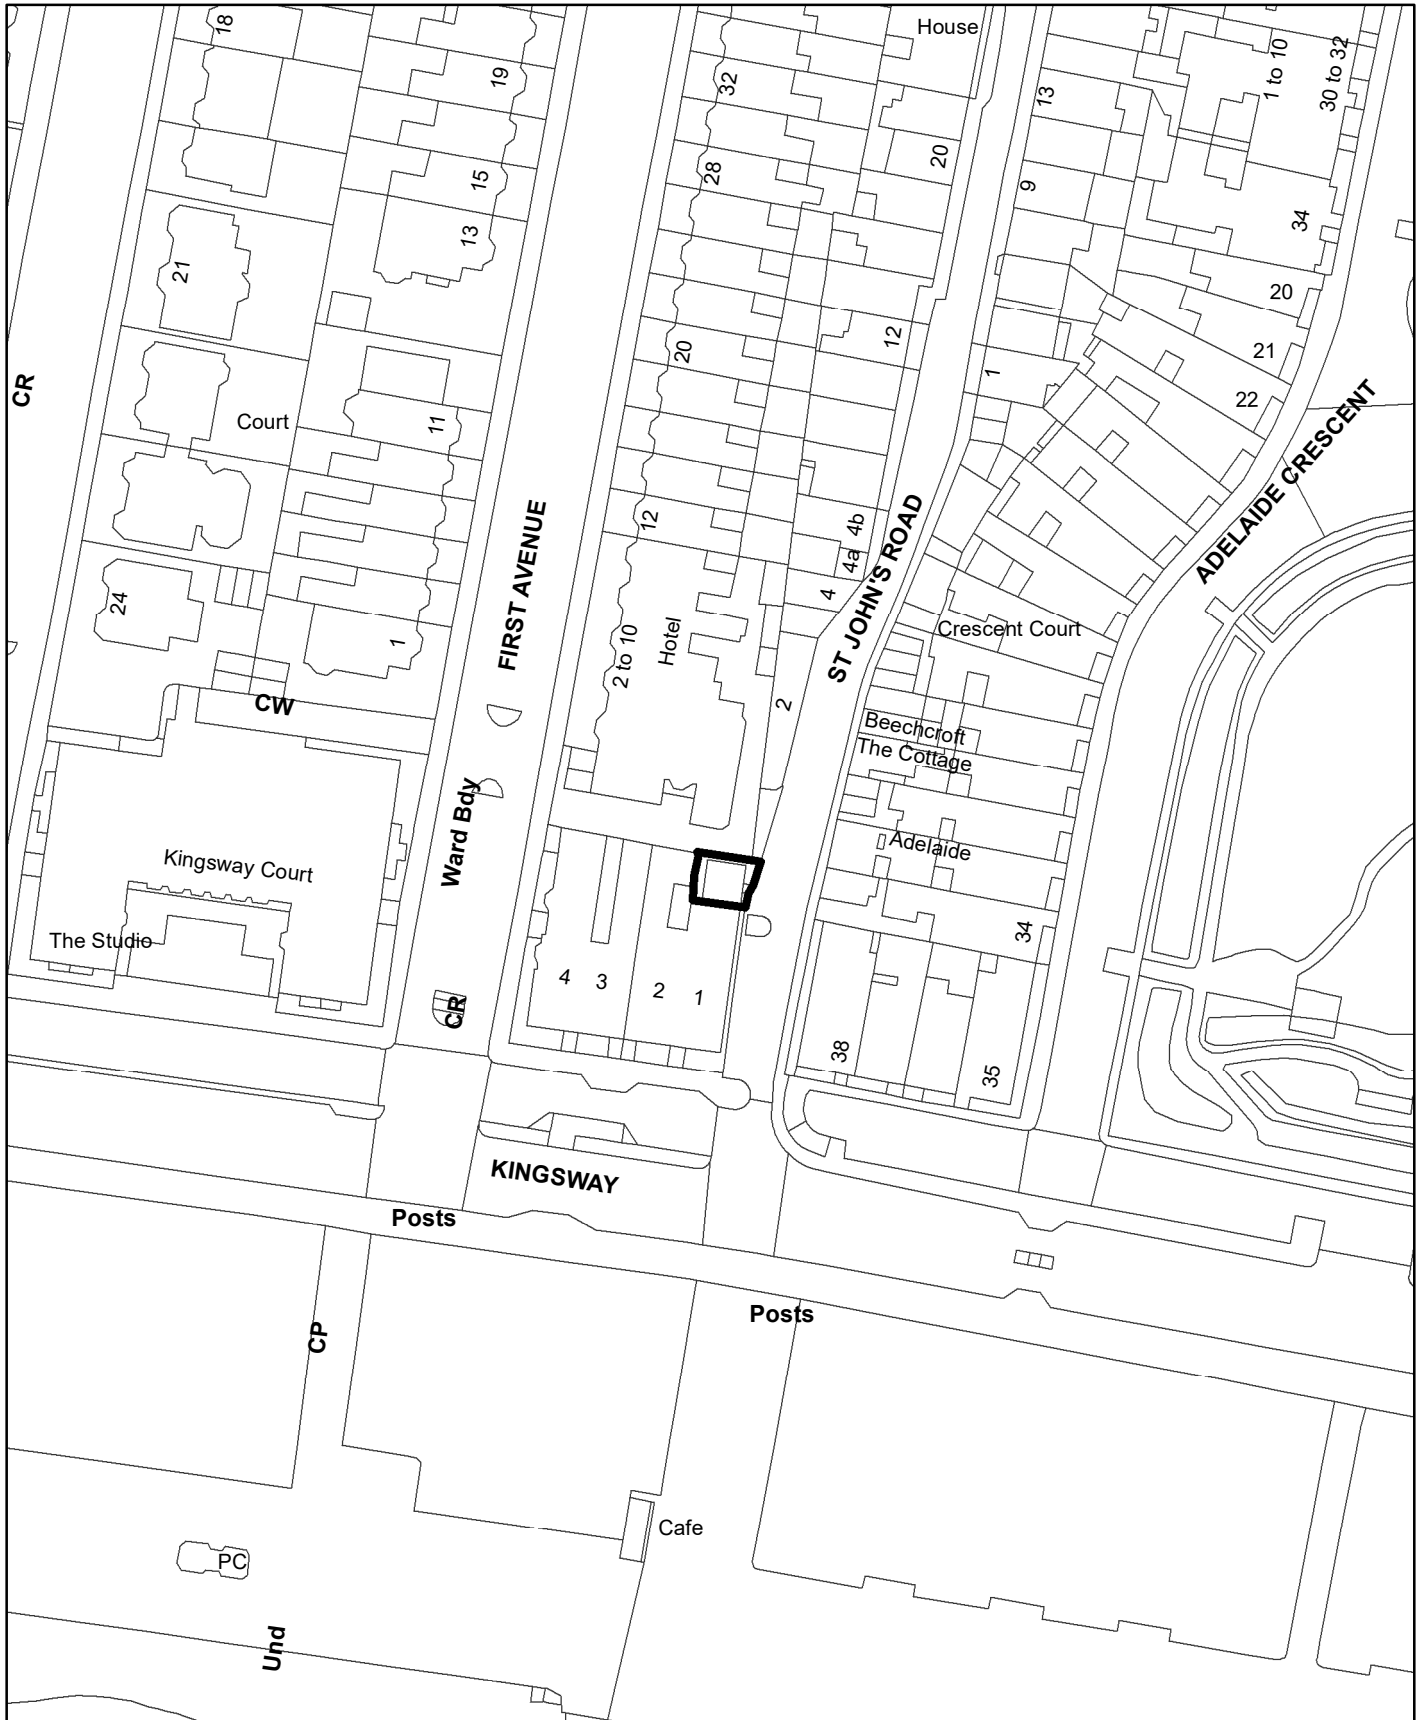 18
House
19
32
13
1 to 10
30 to 32
20
15
28
9
13
34
21
20
12
20
21
1
22
CR
Court
11
ADELAIDE CRESCENT
12
4b
4a
FIRST AVENUE
ST JOHN'S ROAD
24
4
1
2 to 10
Hotel
Crescent Court
CW
2
Beechcroft
The Cottage
Ward Bdy
Kingsway Court
Adelaide
The Studio
34
4
3
2
1
CR
38
35
KINGSWAY
Posts
Posts
CP
Cafe
PC
Und